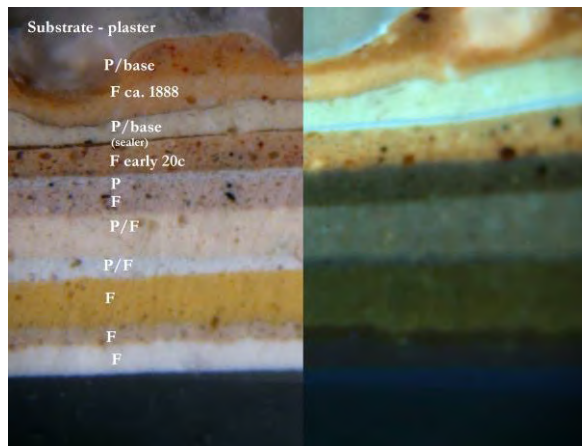 Substrate - plaster
P/base
F ca. 1888
P/base
(sealer)
F early 20c
P
F
P/F
P/F
F
F
F